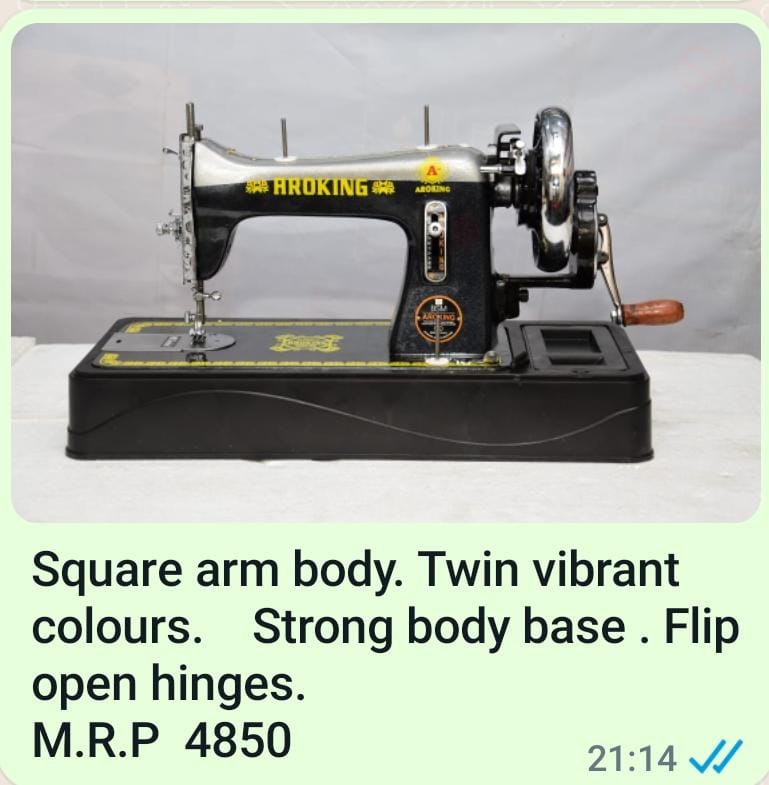 AROKING
A
AROKING
AROKING
Square arm body. Twin vibrant
colours. Strong body base . Flip
open hinges.
M.R.P 4850
21:14